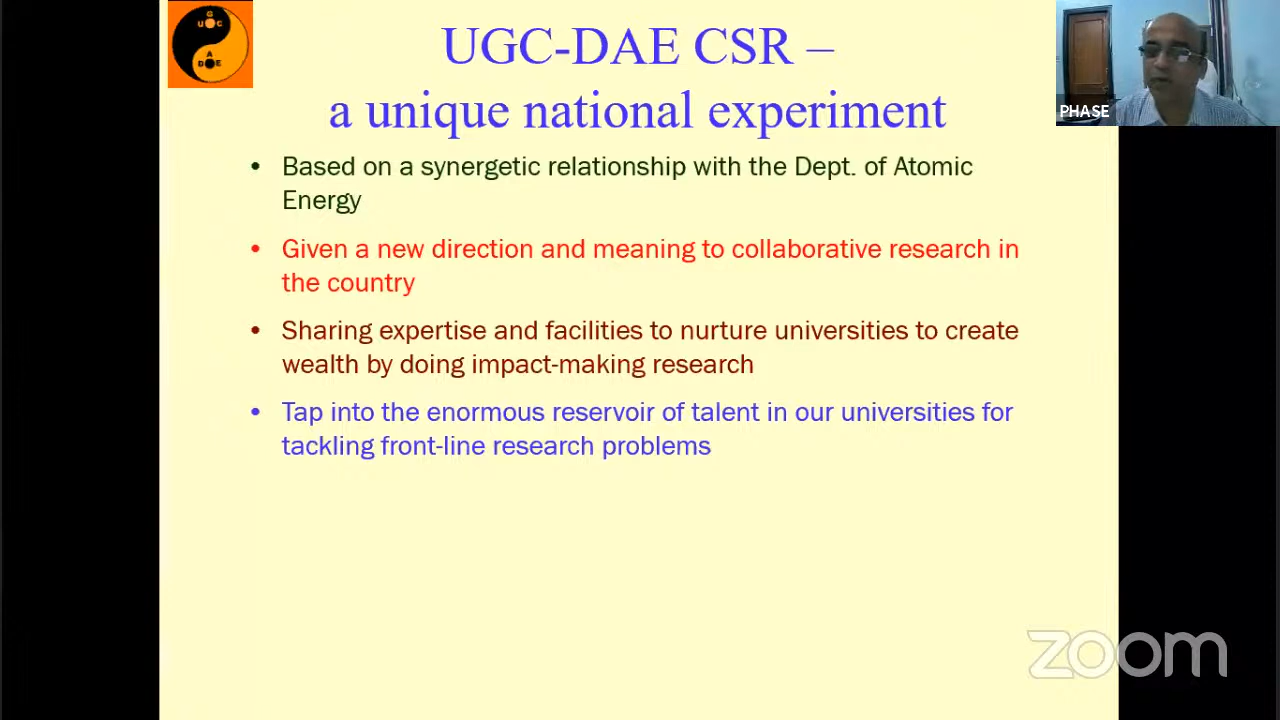 UGC
A
DAE
UGC-DAE CSR –
a unique national experiment
PHASE
• Based on a synergetic relationship with the Dept. of Atomic
Energy
• Given a new direction and meaning to collaborative research in
the country
• Sharing expertise and facilities to nurture universities to create
wealth by doing impact-making research
• Tap into the enormous reservoir of talent in our universities for
tackling front-line research problems
zoom